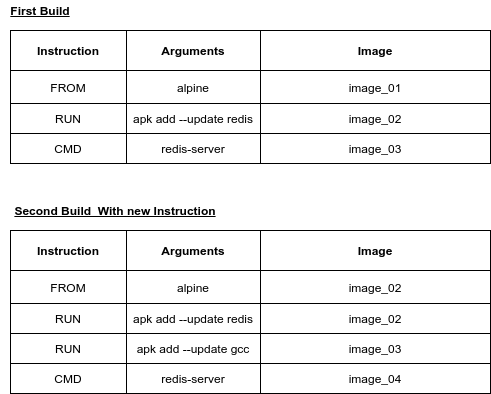 First Build
Instruction Arguments Image
FROM alpine image_01
RUN apk add --update redis image_02
CMD redis-server image_03
Second Build With new Instruction
Instruction Arguments Image
FROM alpine image_02
RUN apk add --update redis image_02
RUN apk add --update gcc image_03
CMD redis-server image_04